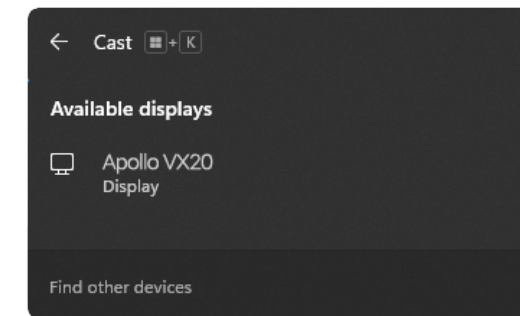 ← Cast ⊞+K
Available displays
Apollo VX20
Display
Find other devices